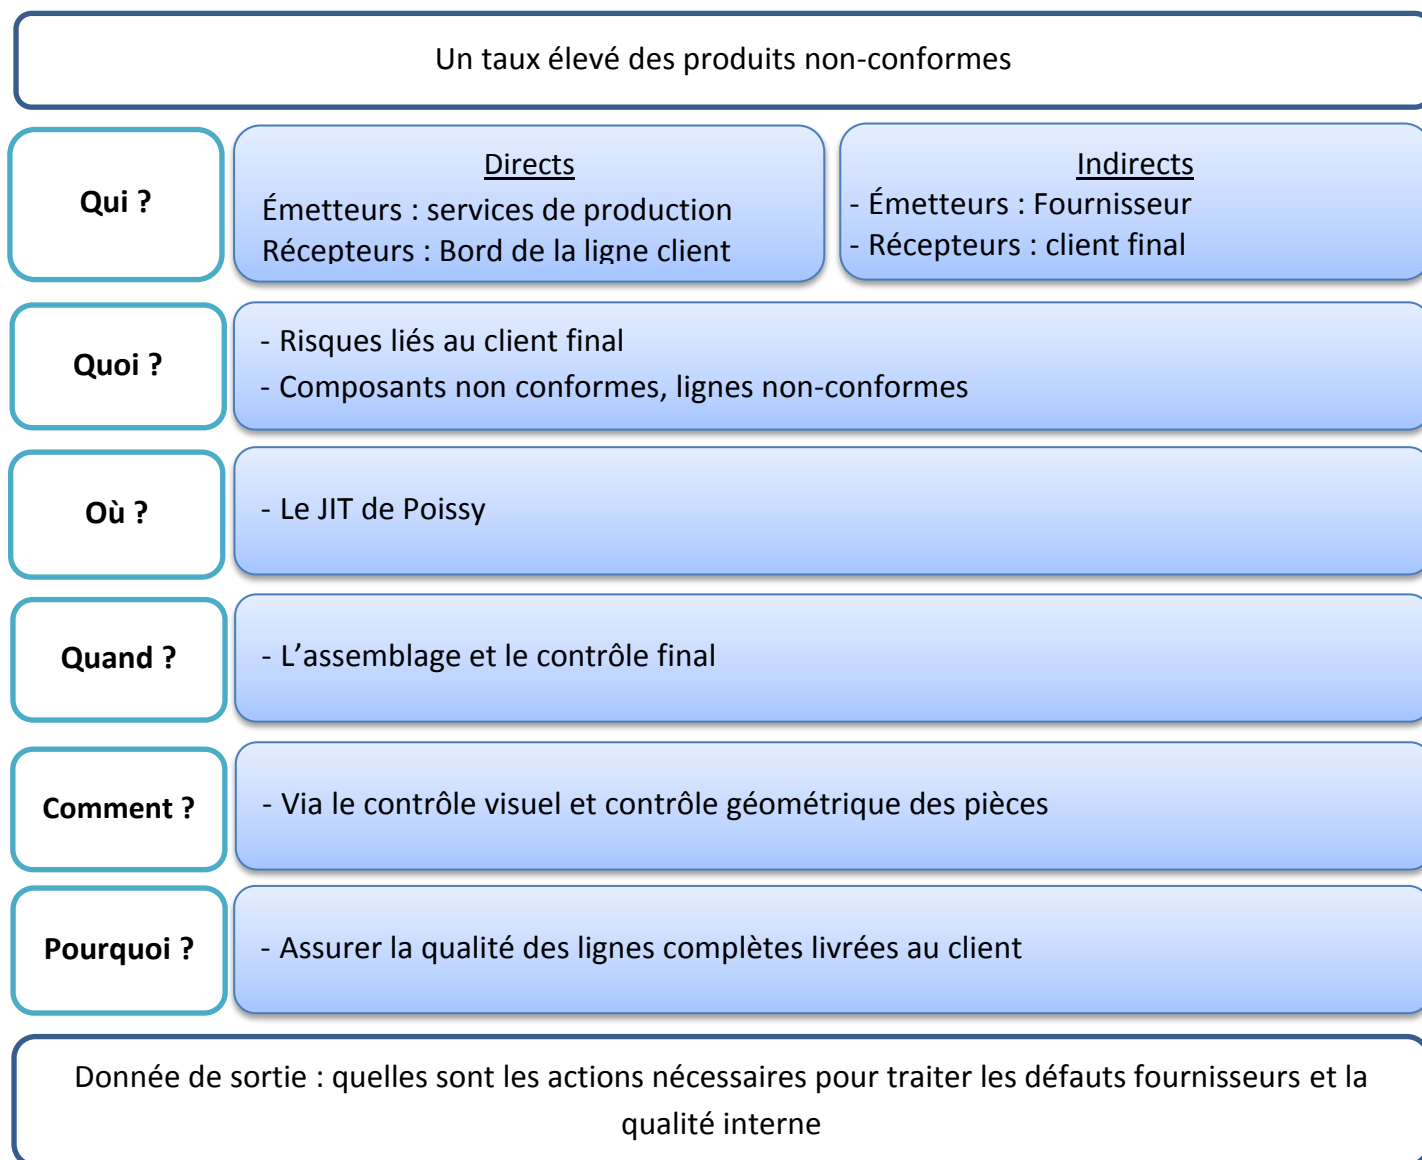 Un taux élevé des produits non-conformes
Qui ?
Directs
Émetteurs : services de production
Récepteurs : Bord de la ligne client
Indirects
- Émetteurs : Fournisseur
- Récepteurs : client final
Quoi ?
- Risques liés au client final
- Composants non conformes, lignes non-conformes
Où ?
- Le JIT de Poissy
Quand ?
- L’assemblage et le contrôle final
Comment ?
- Via le contrôle visuel et contrôle géométrique des pièces
Pourquoi ?
- Assurer la qualité des lignes complètes livrées au client
Donnée de sortie : quelles sont les actions nécessaires pour traiter les défauts fournisseurs et la
qualité interne